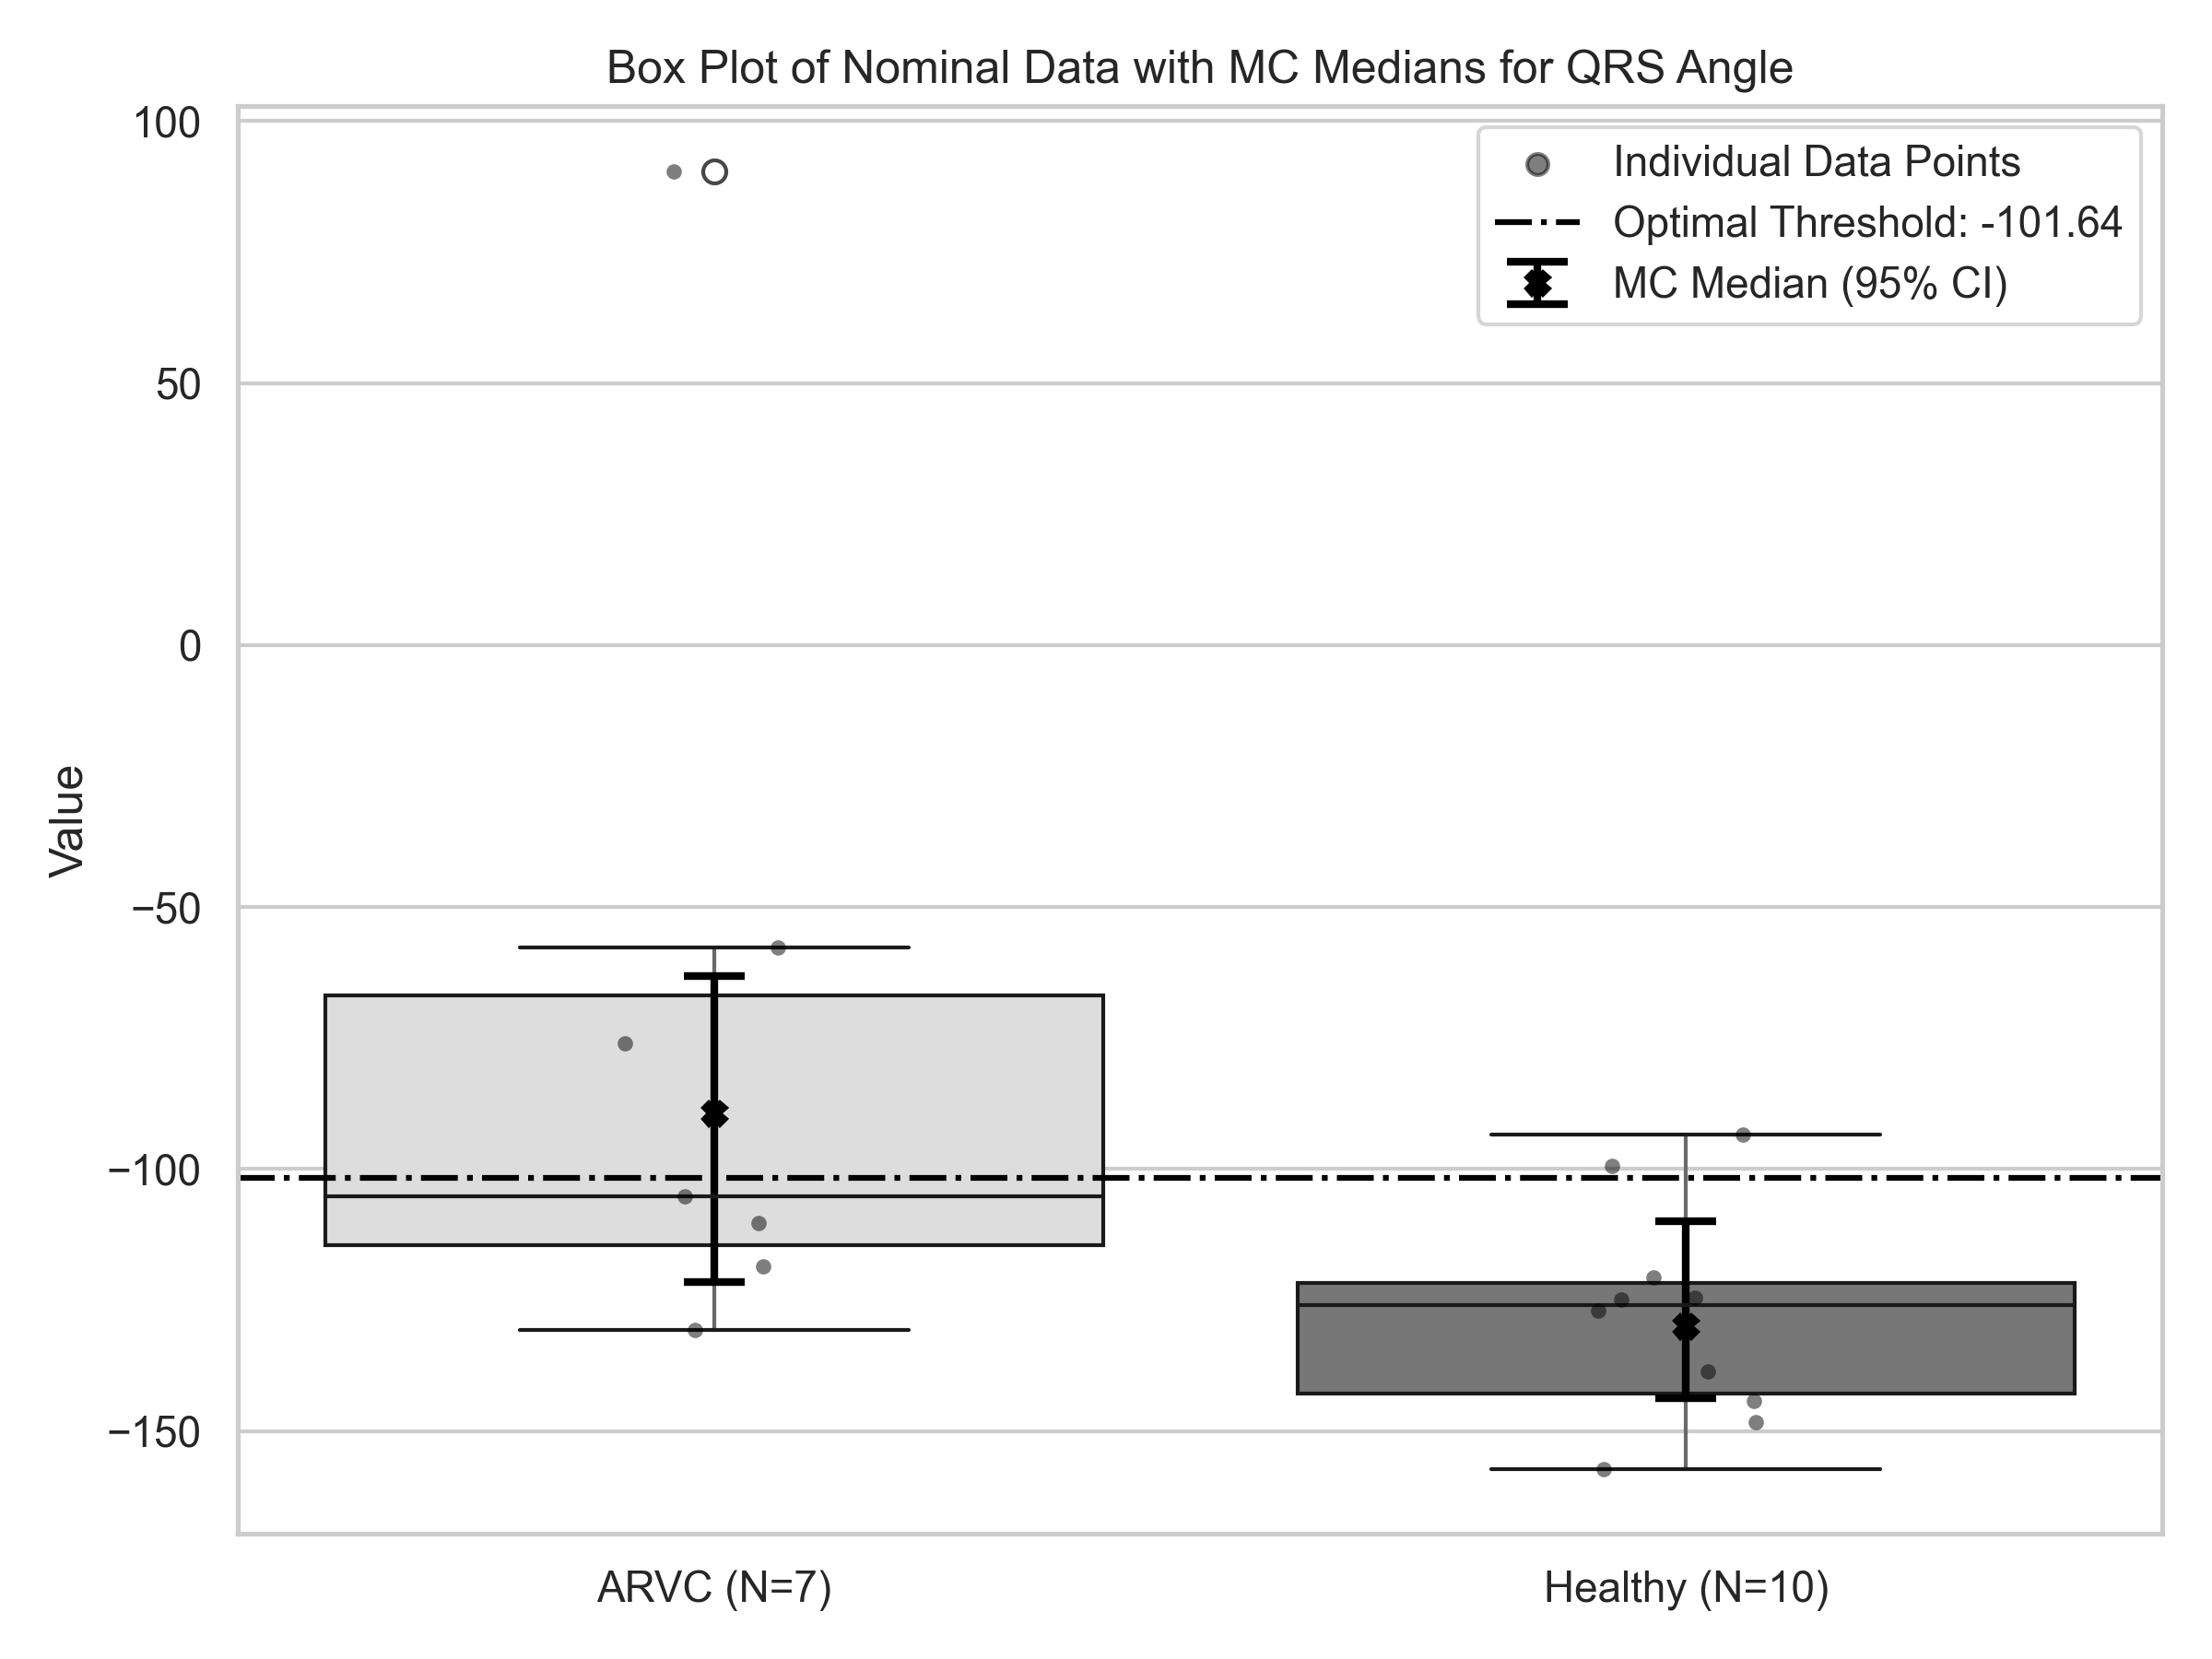 Box Plot of Nominal Data with MC Medians for QRS Angle
100
50
0
−50
−100
−150
Value
Individual Data Points
Optimal Threshold: -101.64
MC Median (95% CI)
ARVC (N=7)
Healthy (N=10)